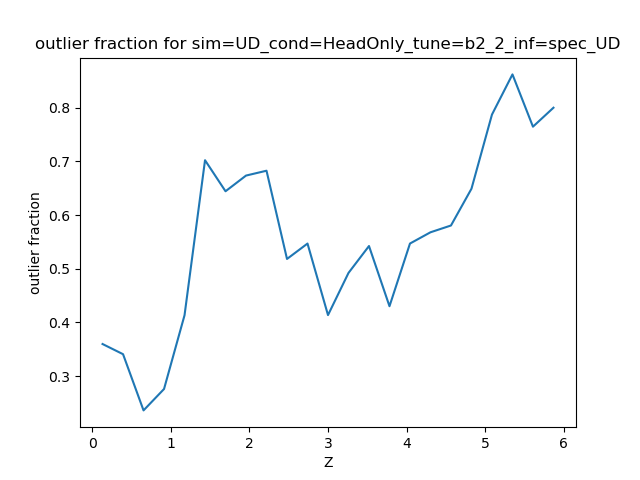 outlier fraction for sim=UD_cond=HeadOnly_tune=b2_2_inf=spec_UD
0.8
0.7
0.6
0.5
0.4
0.3
outlier fraction
0 1 2 3 4 5 6
Z